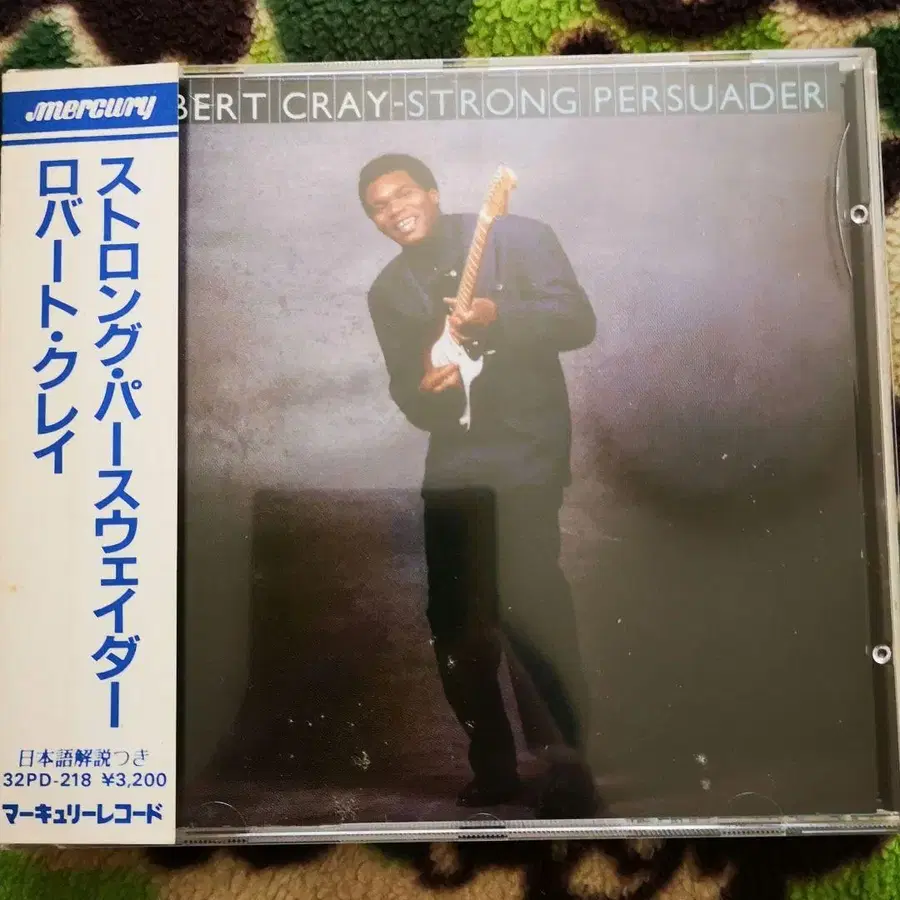 mercury
ストロング・パースウェイダー
ロバート・クレイ
日本語解説つき
32PD-218 ¥3,200
マーキュリーレコード
BERT CRAY-STRONG PERSUADER